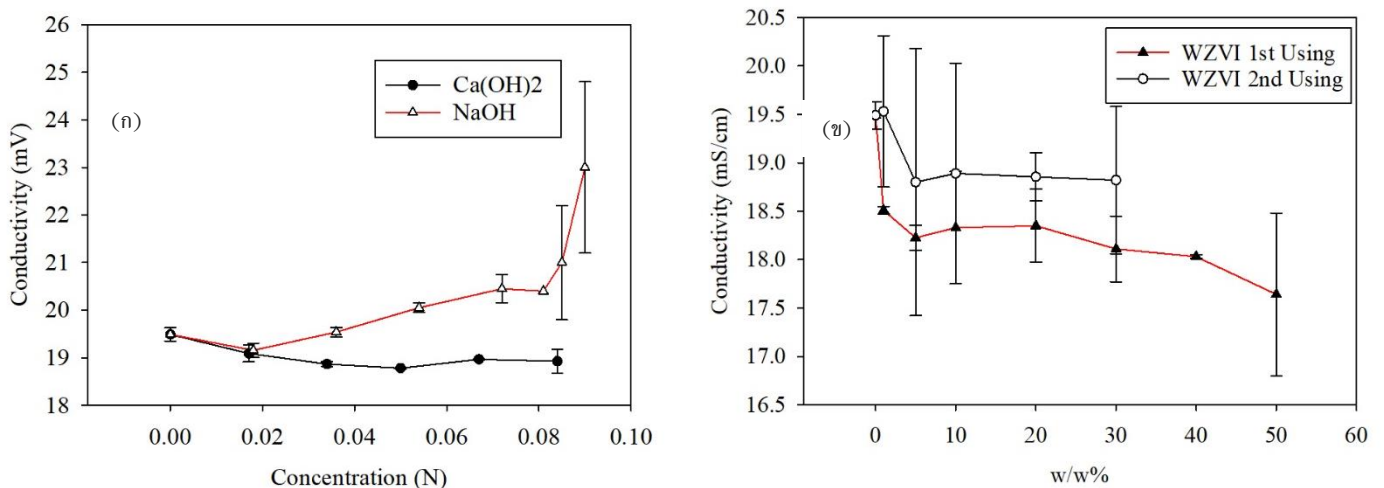 26
25
24
23
22
21
20
19
18
Conductivity (mV)
(ก)
Ca(OH)2
NaOH
0.00 0.02 0.04 0.06 0.08 0.10
Concentration (N)
20.5
20.0
19.5
19.0
18.5
18.0
17.5
17.0
16.5
Conductivity (mS/cm)
(ข)
WZVI 1st Using
WZVI 2nd Using
0 10 20 30 40 50 60
w/w%